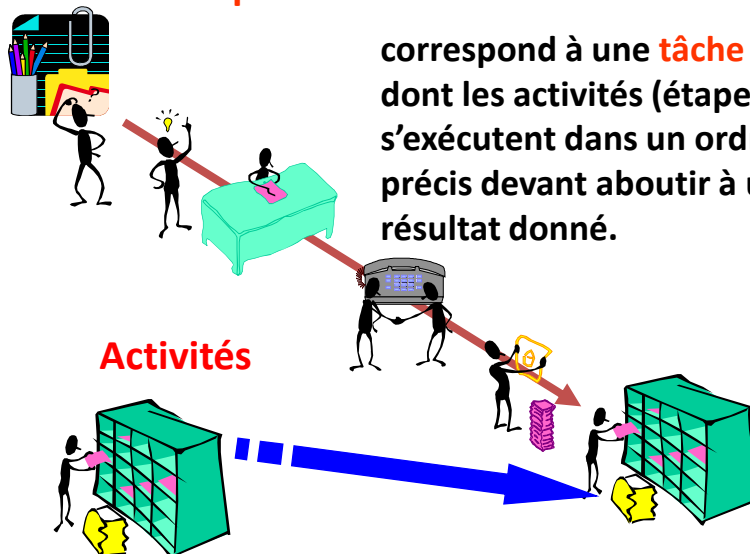 correspond à une tâche
dont les activités (étape
s’exécutent dans un ord
précis devant aboutir à u
résultat donné.
Activités